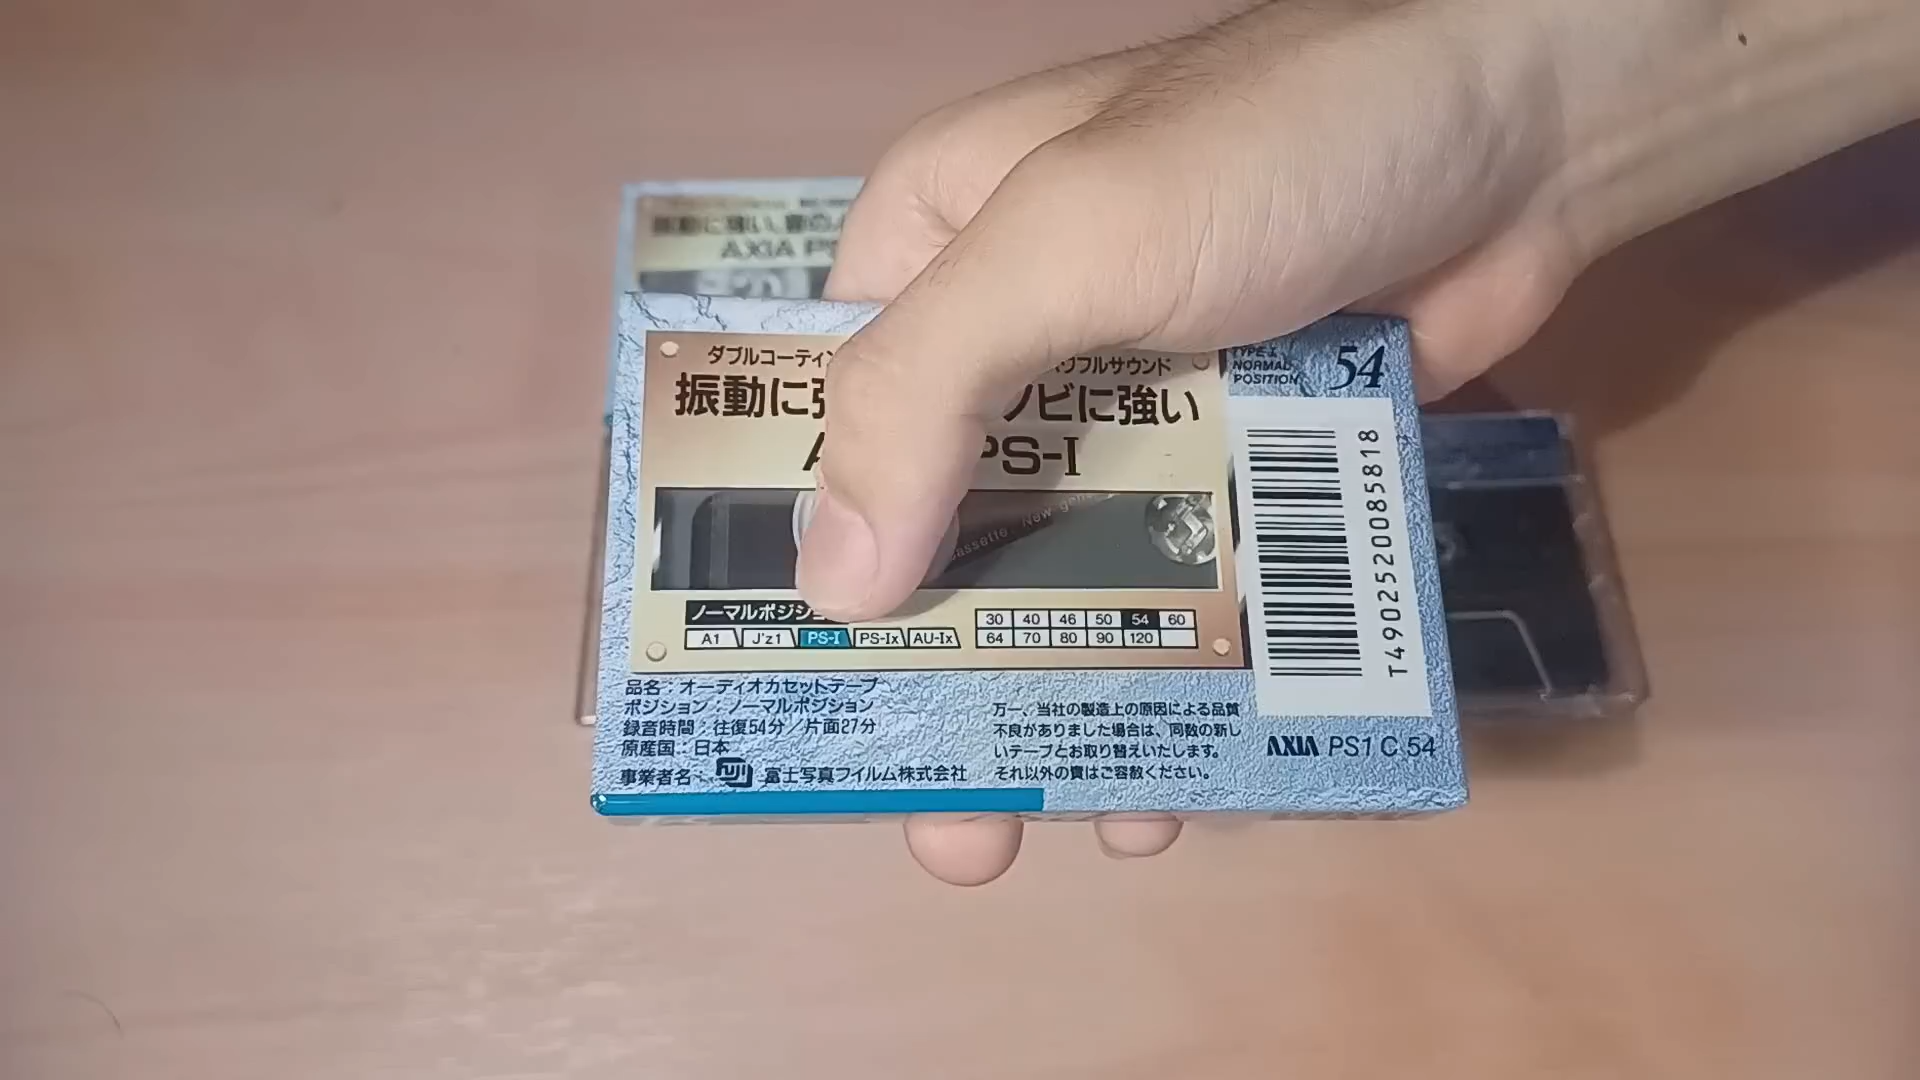 AXIA PS
ダブルコーティン
パワフルサウンド
振動に
ノビに強い
PS-I
TYPE-I
NORMAL
POSITION
54
cassette. New
ノーマルポジショ
A1 J'z1 PS-I PS-Ix AU-Ix
30 40 46 50 54 60
64 70 80 90 120
T4902520085818
品名：オーディオカセットテープ
ポジション：ノーマルポジション
録音時間：往復54分／片面27分
原産国：日本
事業者名：FUJI 富士写真フイルム株式会社
万一、当社の製造上の原因による品質
不良がありました場合は、同数の新し
いテープとお取り替えいたします。
それ以外の責はご容赦ください。
AXIA PS1 C 54